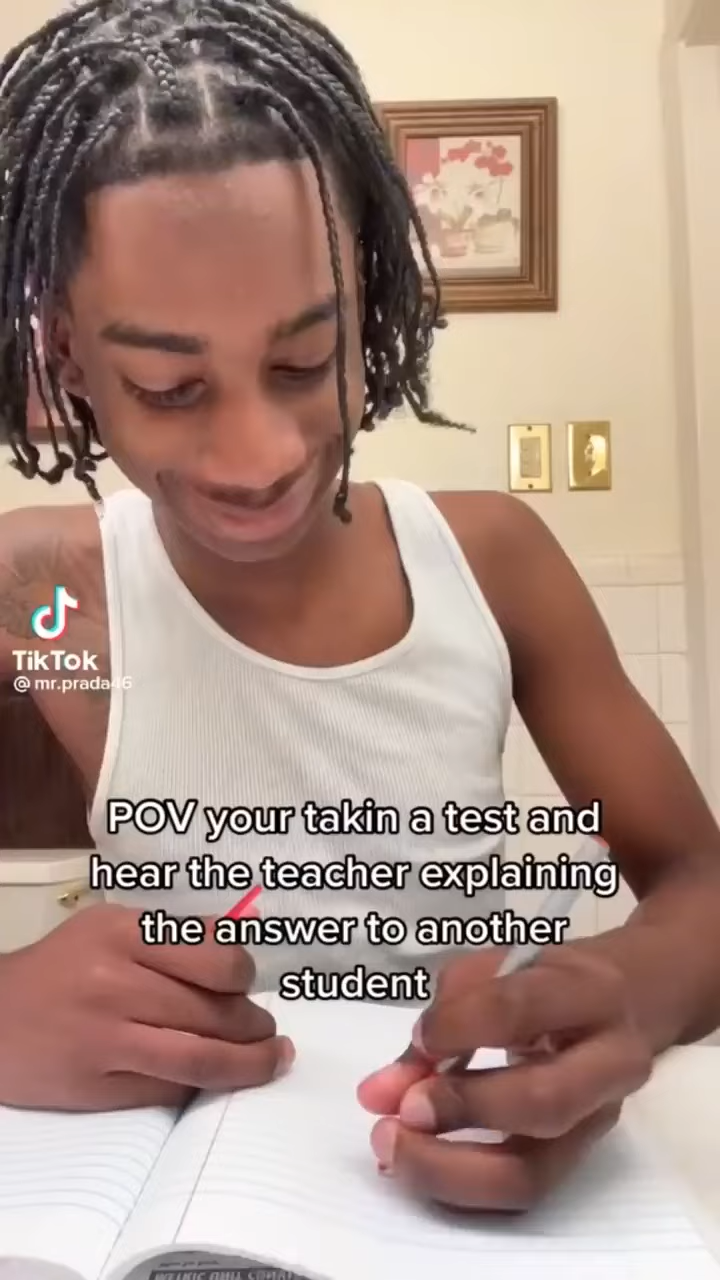 TikTok
@mr.prada46
POV your takin a test and
hear the teacher explaining
the answer to another
student